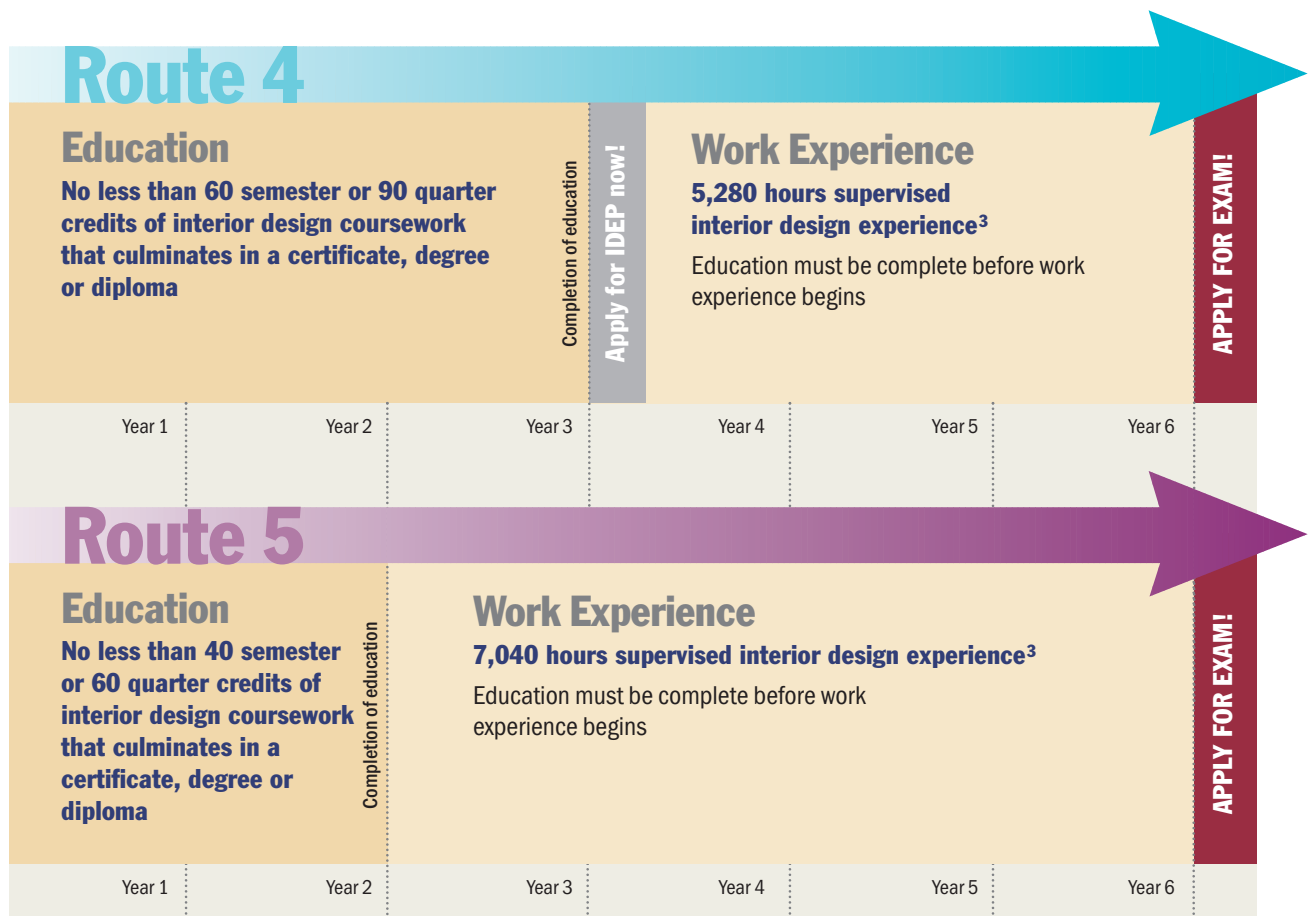 Route 4
Education
No less than 60 semester or 90 quarter
credits of interior design coursework
that culminates in a certificate, degree
or diploma
Completion of education
Apply for IDEP now!
Work Experience
5,280 hours supervised
interior design experience³
Education must be complete before work
experience begins
APPLY FOR EXAM!
Year 1
Year 2
Year 3
Year 4
Year 5
Year 6
Route 5
Education
No less than 40 semester
or 60 quarter credits of
interior design coursework
that culminates in a
certificate, degree or
diploma
Completion of education
Work Experience
7,040 hours supervised interior design experience³
Education must be complete before work
experience begins
APPLY FOR EXAM!
Year 1
Year 2
Year 3
Year 4
Year 5
Year 6